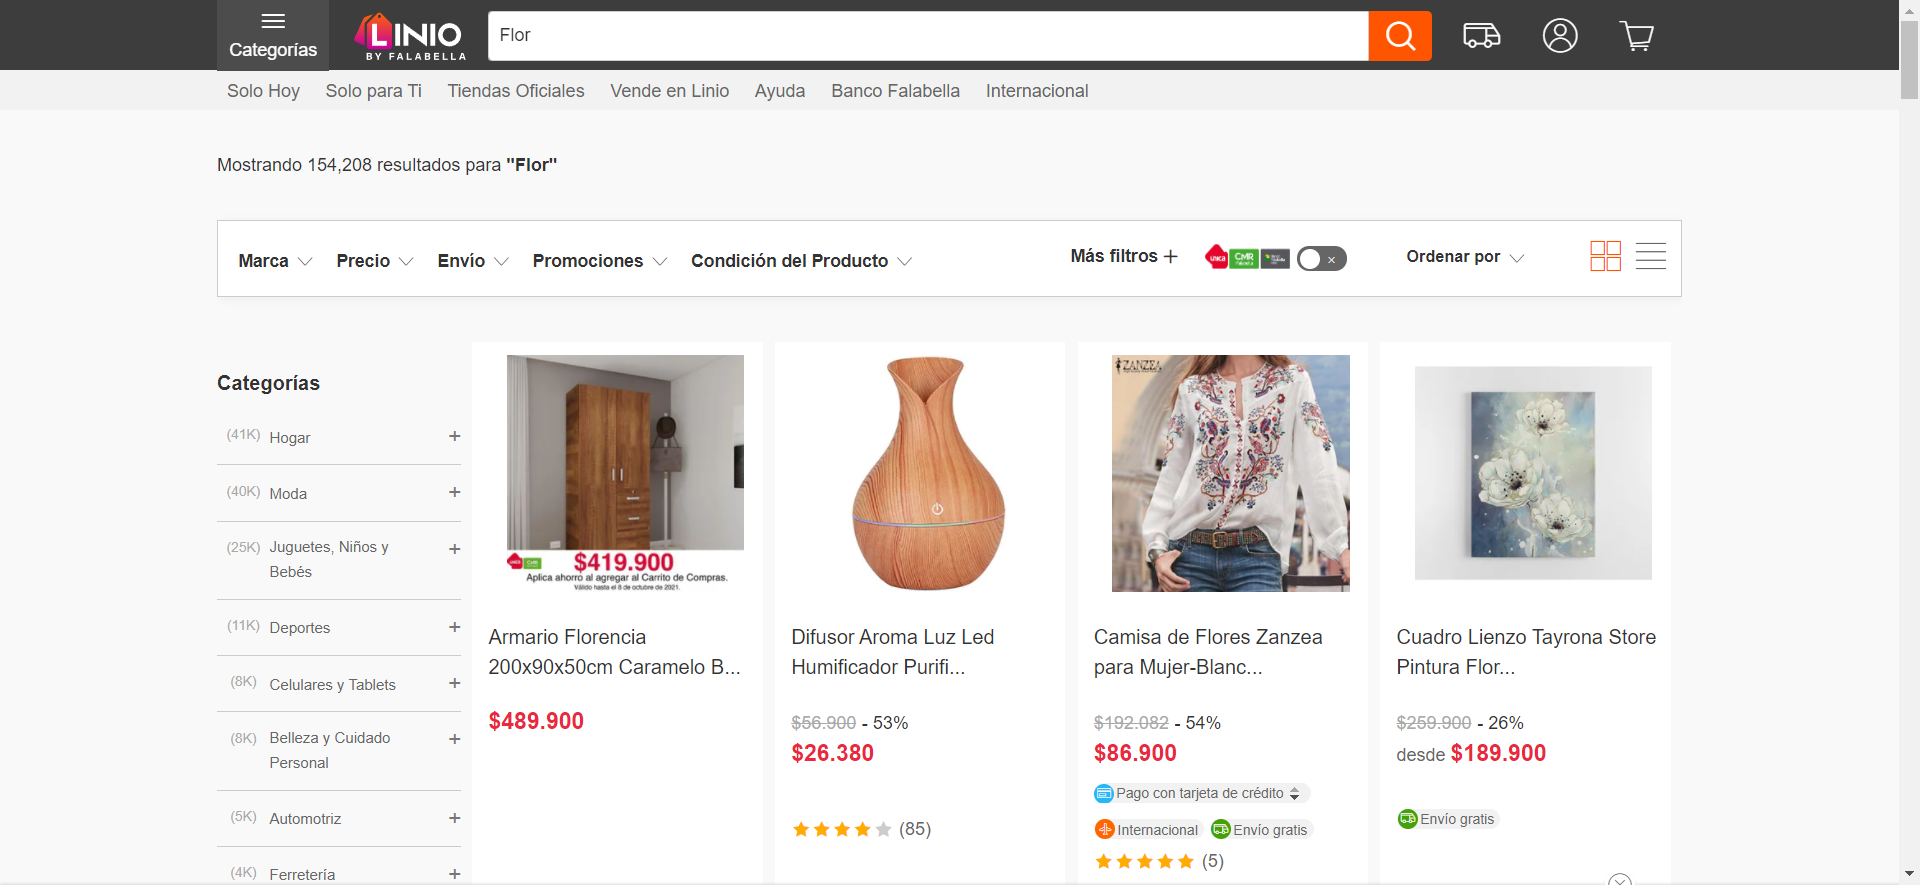 Categorías
LINIO
BY FALABELLA
Flor
Solo Hoy
Solo para Ti
Tiendas Oficiales
Vende en Linio
Ayuda
Banco Falabella
Internacional
Mostrando 154,208 resultados para "Flor"
Marca
Precio
Envío
Promociones
Condición del Producto
Más filtros +
única
CMR
Ordenar por
Categorías
(41K) Hogar +
(40K) Moda +
(25K) Juguetes, Niños y
Bebés +
(11K) Deportes +
(8K) Celulares y Tablets +
(8K) Belleza y Cuidado
Personal +
(5K) Automotriz +
(4K) Ferretería +
$419.900
Aplica ahorro al agregar al Carrito de Compras.
Válido hasta el 8 de octubre de 2021.
Armario Florencia
200x90x50cm Caramelo B...
$489.900
Difusor Aroma Luz Led
Humificador Purifi...
$56.900 - 53%
$26.380
(85)
ZANZEA
Camisa de Flores Zanzea
para Mujer-Blanc...
$192.082 - 54%
$86.900
Pago con tarjeta de crédito
Internacional
Envío gratis
(5)
Cuadro Lienzo Tayrona Store
Pintura Flor...
$259.900 - 26%
desde $189.900
Envío gratis